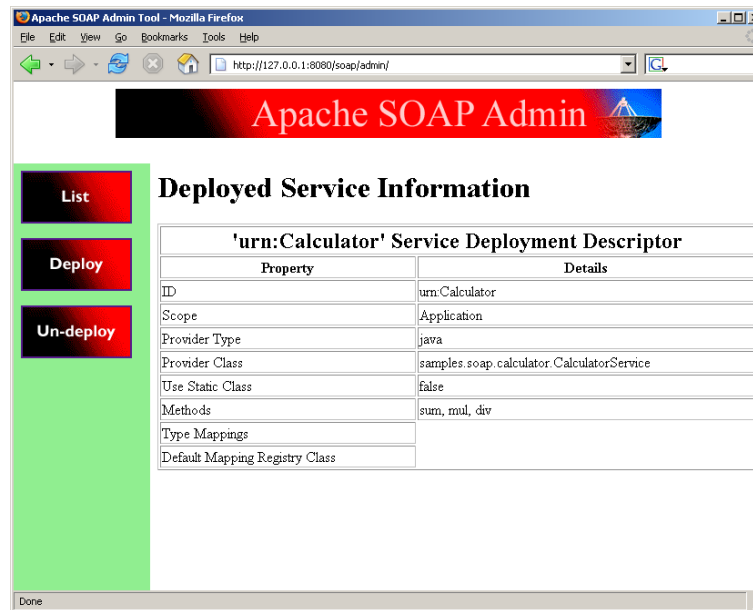 Apache SOAP Admin Tool - Mozilla Firefox
File Edit View Go Bookmarks Tools Help
http://127.0.0.1:8080/soap/admin/
G
Apache SOAP Admin
List
Deploy
Un-deploy
Deployed Service Information
'urn:Calculator' Service Deployment Descriptor
Property Details
ID urn:Calculator
Scope Application
Provider Type java
Provider Class samples.soap.calculator.CalculatorService
Use Static Class false
Methods sum, mul, div
Type Mappings
Default Mapping Registry Class
Done